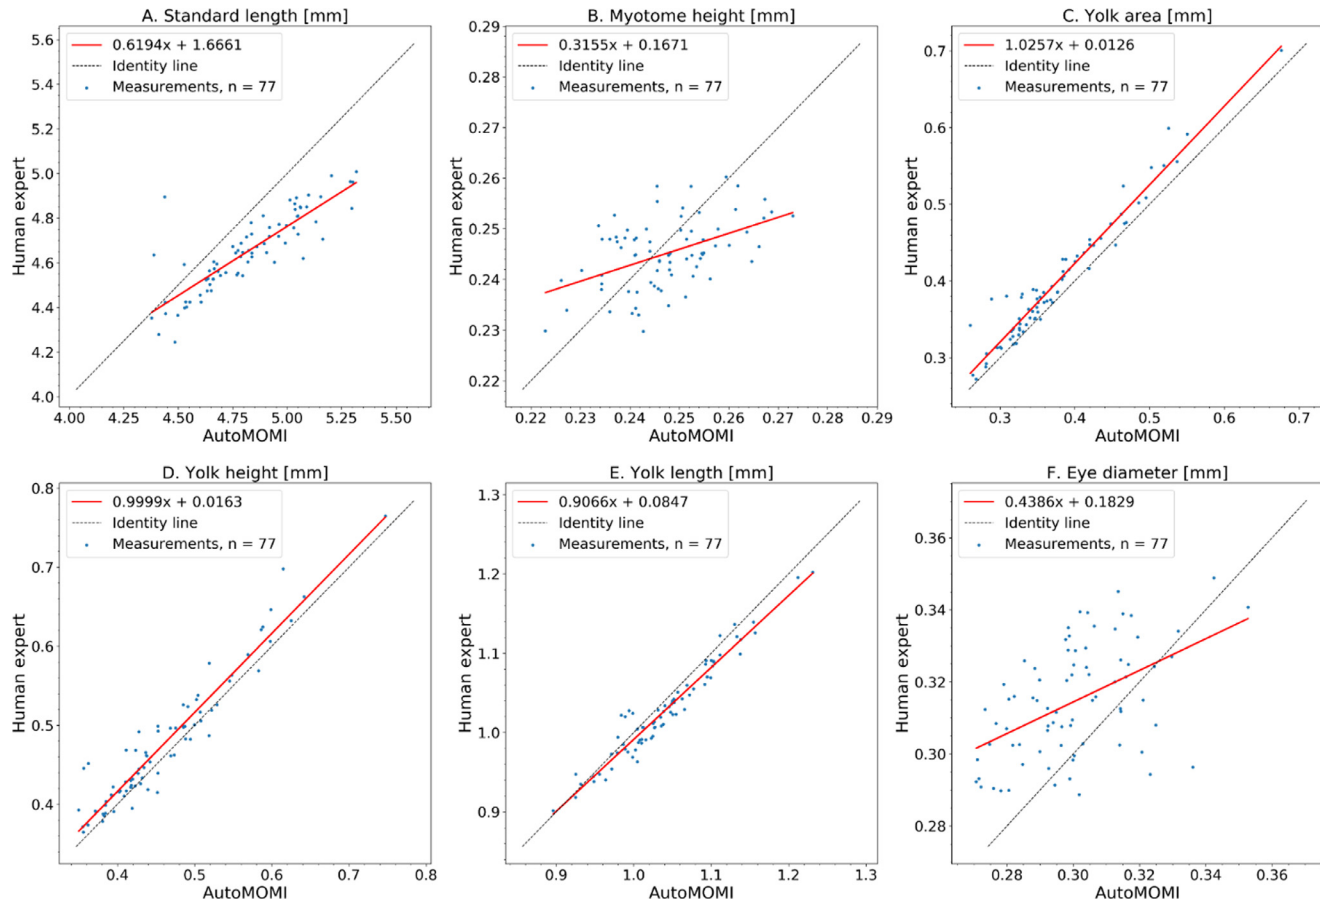 A. Standard length [mm]
0.6194x + 1.6661
Identity line
Measurements, n = 77
5.6
5.4
5.2
5.0
4.8
4.6
4.4
4.2
4.0
Human expert
4.00 4.25 4.50 4.75 5.00 5.25 5.50
AutoMOMI
B. Myotome height [mm]
0.3155x + 0.1671
Identity line
Measurements, n = 77
0.29
0.28
0.27
0.26
0.25
0.24
0.23
0.22
Human expert
0.22 0.23 0.24 0.25 0.26 0.27 0.28 0.29
AutoMOMI
C. Yolk area [mm]
1.0257x + 0.0126
Identity line
Measurements, n = 77
0.7
0.6
0.5
0.4
0.3
Human expert
0.3 0.4 0.5 0.6 0.7
AutoMOMI
D. Yolk height [mm]
0.9999x + 0.0163
Identity line
Measurements, n = 77
0.8
0.7
0.6
0.5
0.4
Human expert
0.4 0.5 0.6 0.7 0.8
AutoMOMI
E. Yolk length [mm]
0.9066x + 0.0847
Identity line
Measurements, n = 77
1.3
1.2
1.1
1.0
0.9
Human expert
0.9 1.0 1.1 1.2 1.3
AutoMOMI
F. Eye diameter [mm]
0.4386x + 0.1829
Identity line
Measurements, n = 77
0.36
0.34
0.32
0.30
0.28
Human expert
0.28 0.30 0.32 0.34 0.36
AutoMOMI